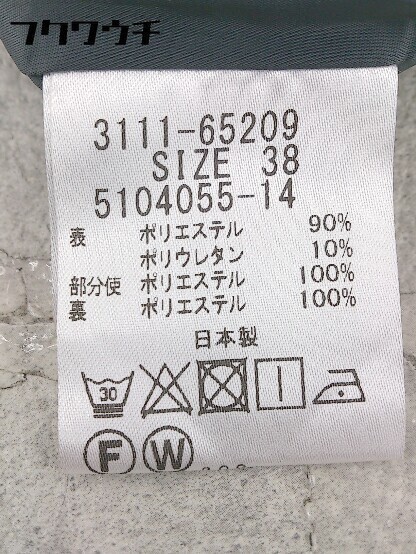 フクワウチ
3111-65209
SIZE 38
5104055-14
表 ポリエステル 90%
ポリウレタン 10%
部分使 ポリエステル 100%
裏 ポリエステル 100%
日本製
30
F W